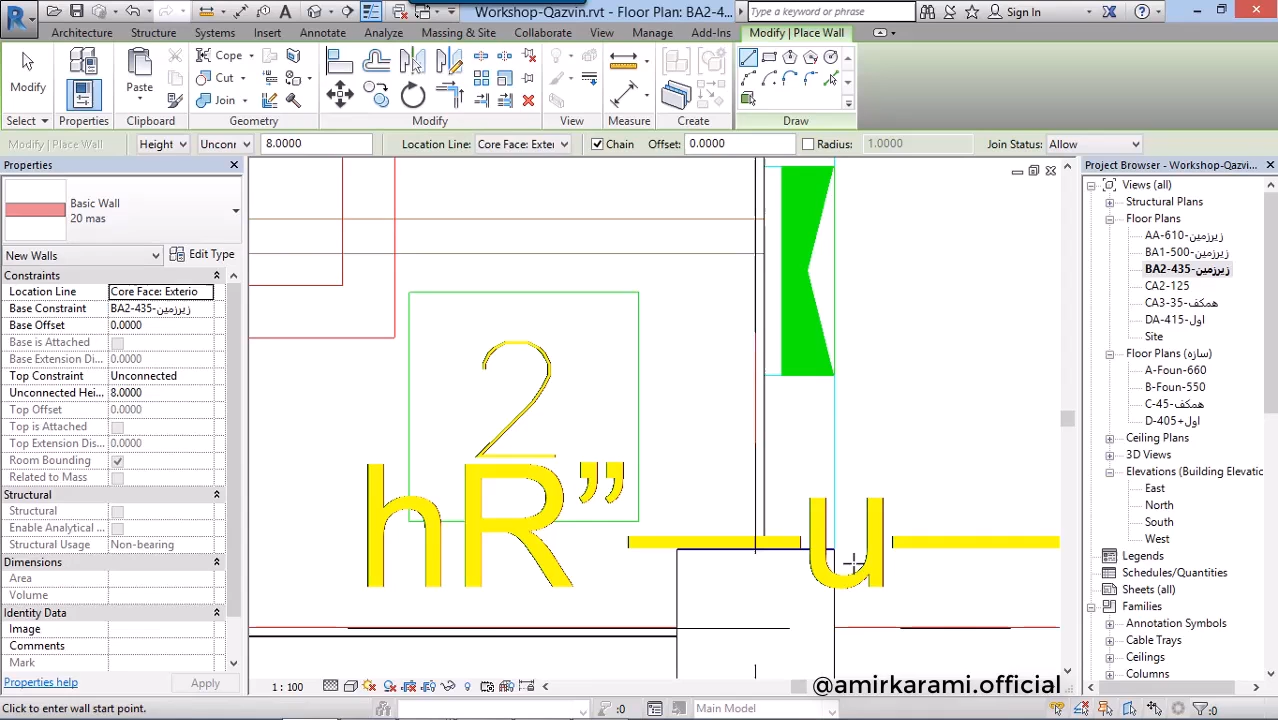 Workshop-Qazvin.rvt - Floor Plan: BA2-4...
Type a keyword or phrase
Sign In
Architecture Structure Systems Insert Annotate Analyze Massing & Site Collaborate View Manage Add-Ins Modify | Place Wall
Modify
Paste
Cope
Cut
Join
Select Properties Clipboard Geometry Modify View Measure Create Draw
Modify | Place Wall Height Uncon 8.0000 Location Line: Core Face: Exter Chain Offset: 0.0000 Radius: 1.0000 Join Status: Allow
Properties
Basic Wall
20 mas
New Walls Edit Type
Constraints
Location Line Core Face: Exterio
Base Constraint BA2-435-زیرزمین
Base Offset 0.0000
Base is Attached
Base Extension Di...
Top Constraint Unconnected
Unconnected Hei... 8.0000
Top Offset 0.0000
Top is Attached
Top Extension Dis... 0.0000
Room Bounding
Related to Mass
Structural
Structural
Enable Analytical ...
Structural Usage Non-bearing
Dimensions
Area
Volume
Identity Data
Image
Comments
Mark
Properties help Apply
2
hR”
u
Project Browser - Workshop-Qazvi...
Views (all)
Structural Plans
Floor Plans
AA-610-زیرزمین
BA1-500-زیرزمین
BA2-435-زیرزمین
CA2-125
CA3-35-همکف
DA-415-اول
Site
Floor Plans (سازه)
A-Foun-660
B-Foun-550
C-45-همکف
D-405+اول
Ceiling Plans
3D Views
Elevations (Building Elevatio
East
North
South
West
Legends
Schedules/Quantities
Sheets (all)
Families
Annotation Symbols
Cable Trays
Ceilings
Columns
1 : 100
@amirkarami.official
Click to enter wall start point.
:0
Main Model
:0